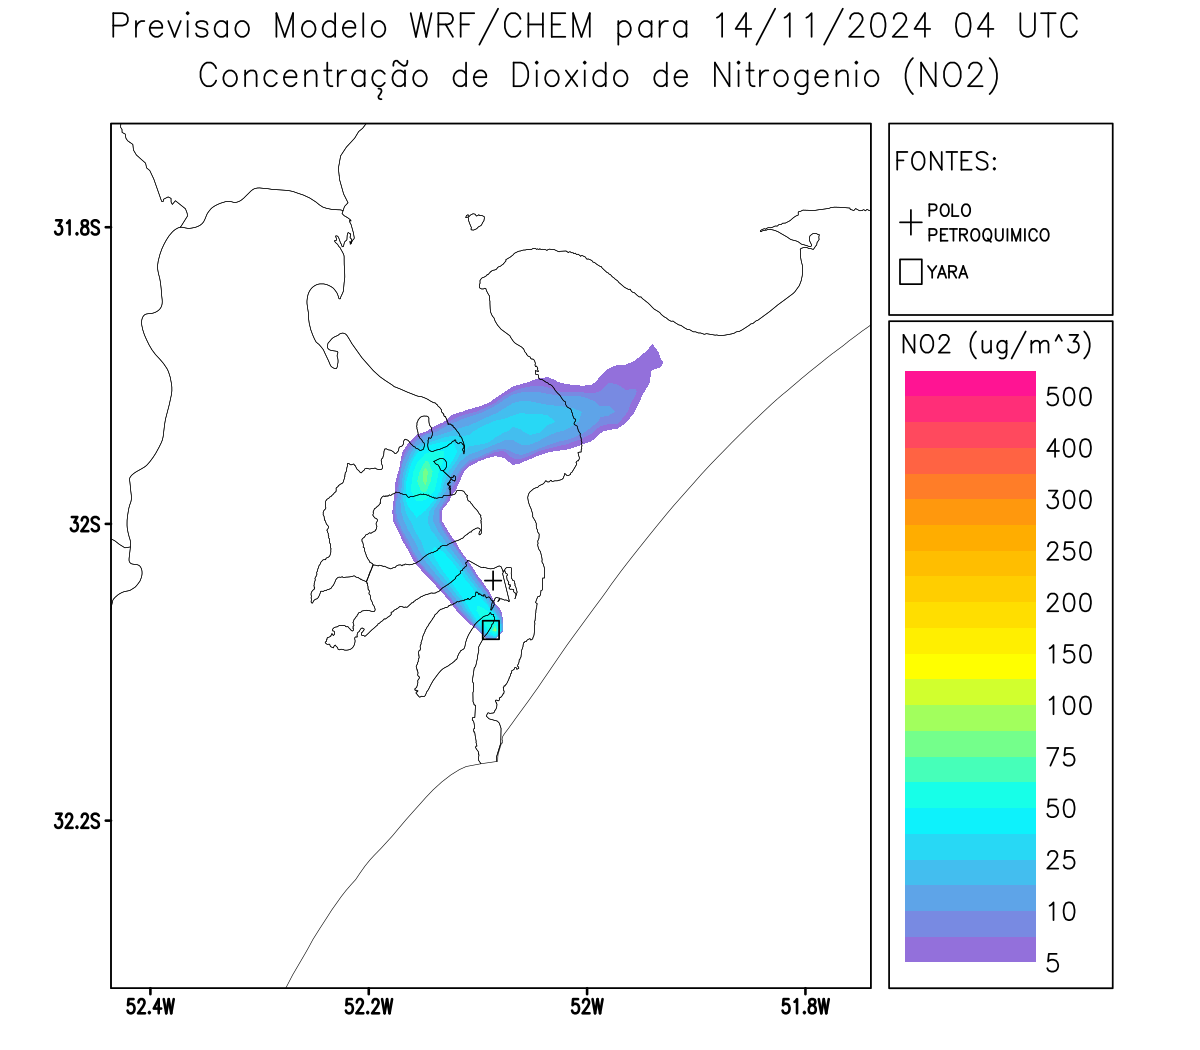 Previsao Modelo WRF/CHEM para 14/11/2024 04 UTC
Concentração de Dioxido de Nitrogenio (NO2)
FONTES:
POLO
PETROQUIMICO
YARA
NO2 (ug/m^3)
500
400
300
250
200
150
100
75
50
25
10
5
31.8S
32S
32.2S
52.4W
52.2W
52W
51.8W